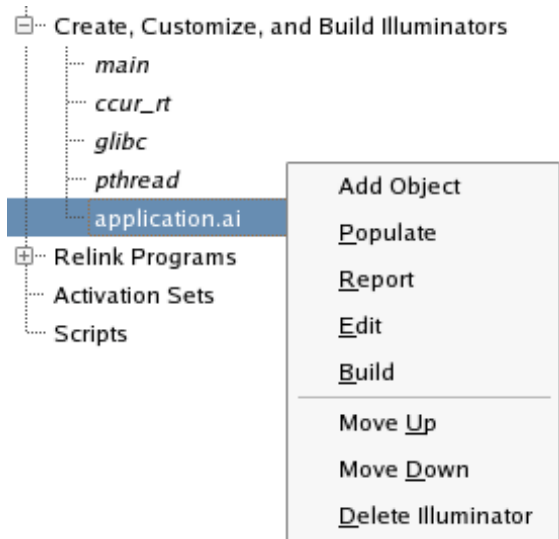 Create, Customize, and Build Illuminators
main
ccur_rt
glibc
pthread
application.ai
Relink Programs
Activation Sets
Scripts
Add Object
Populate
Report
Edit
Build
Move Up
Move Down
Delete Illuminator